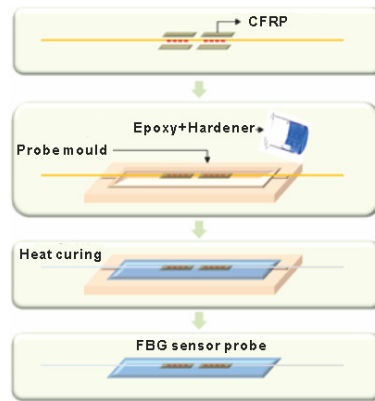 CFRP
Epoxy+Hardener
Probe mould
Heat curing
FBG sensor probe